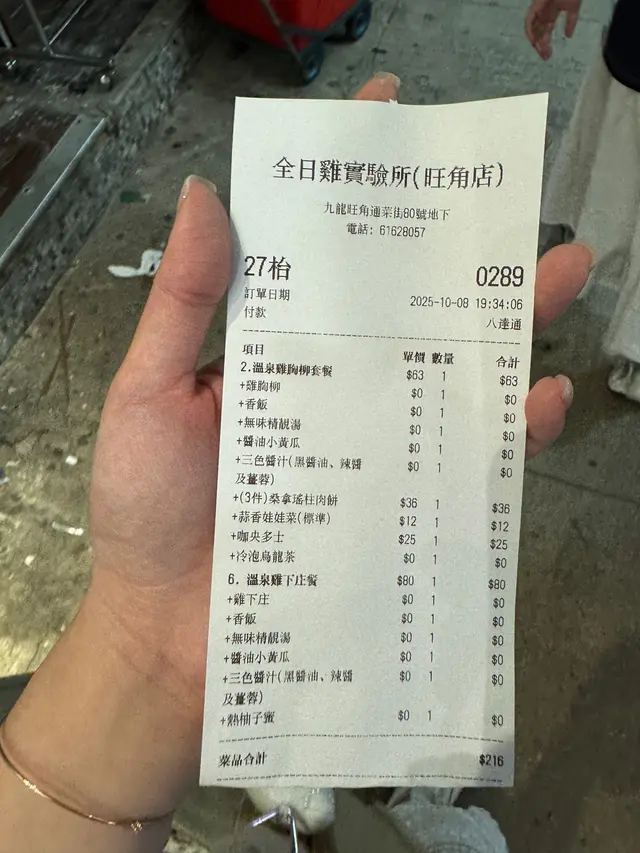 全日雞實驗所(旺角店)
九龍旺角通菜街80號地下
電話: 61628057
27枱 0289
訂單日期 2025-10-08 19:34:06
付款 八達通
項目 單價 數量 合計
2.溫泉雞胸柳套餐 $63 1 $63
+雞胸柳 $0 1 $0
+香飯 $0 1 $0
+無味精靚湯 $0 1 $0
+醬油小黃瓜 $0 1 $0
+三色醬汁(黑醬油、辣醬 $0 1 $0
及薑蓉)
+(3件)桑拿瑤柱肉餅 $36 1 $36
+蒜香娃娃菜(標準) $12 1 $12
+咖央多士 $25 1 $25
+冷泡烏龍茶 $0 1 $0
6. 溫泉雞下庄餐 $80 1 $80
+雞下庄 $0 1 $0
+香飯 $0 1 $0
+無味精靚湯 $0 1 $0
+醬油小黃瓜 $0 1 $0
+三色醬汁(黑醬油、辣醬 $0 1 $0
及薑蓉)
+熱柚子蜜 $0 1 $0
菜品合計 $216